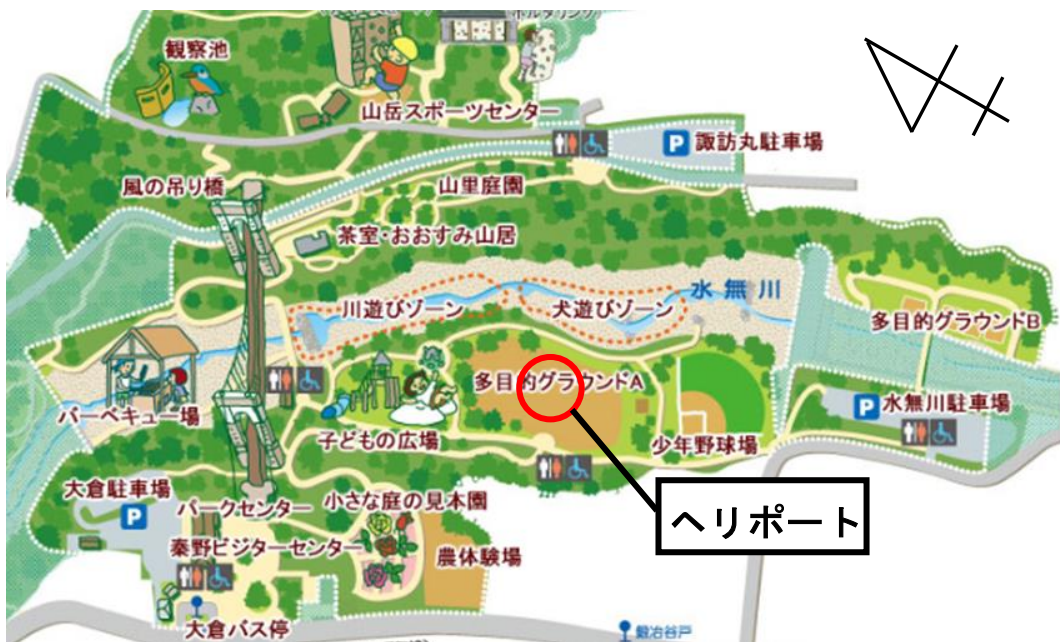 ボルダリング
観察池
山岳スポーツセンター
P 諏訪丸駐車場
風の吊り橋
山里庭園
茶室・おおすみ山居
水無川
川遊びゾーン
犬遊びゾーン
多目的グラウンドB
多目的グラウンドA
バーベキュー場
P 水無川駐車場
子どもの広場
少年野球場
大倉駐車場
P
パークセンター
小さな庭の見本園
ヘリポート
秦野ビジターセンター
農体験場
大倉バス停
鍛冶谷戸